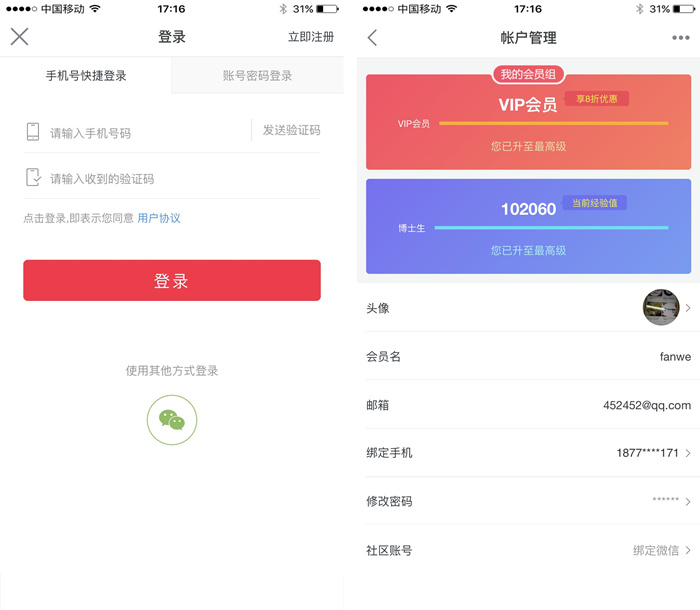 中国移动 17:16 31%
登录 立即注册
手机号快捷登录 账号密码登录
请输入手机号码 发送验证码
请输入收到的验证码
点击登录,即表示您同意 用户协议
登录
使用其他方式登录
中国移动 17:16 31%
帐户管理
我的会员组
VIP会员 享8折优惠
VIP会员
您已升至最高级
102060 当前经验值
博士生
您已升至最高级
头像
会员名 fanwe
邮箱 452452@qq.com
绑定手机 1877****171
修改密码 ******
社区账号 绑定微信